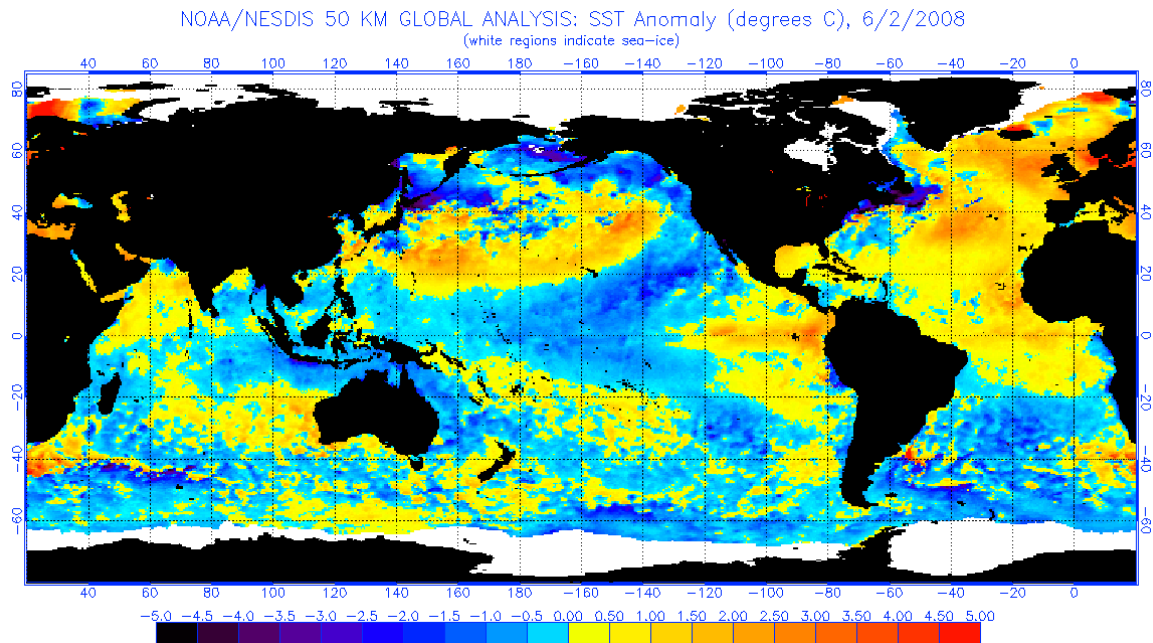 NOAA/NESDIS 50 KM GLOBAL ANALYSIS: SST Anomaly (degrees C), 6/2/2008
(white regions indicate sea-ice)
40 60 80 100 120 140 160 180 -160 -140 -120 -100 -80 -60 -40 -20 0
80 80
60 60
40 40
20 20
0 0
-20 -20
-40 -40
-60 -60
40 60 80 100 120 140 160 180 -160 -140 -120 -100 -80 -60 -40 -20 0
-5.0 -4.5 -4.0 -3.5 -3.0 -2.5 -2.0 -1.5 -1.0 -0.5 0.00 0.50 1.00 1.50 2.00 2.50 3.00 3.50 4.00 4.50 5.00